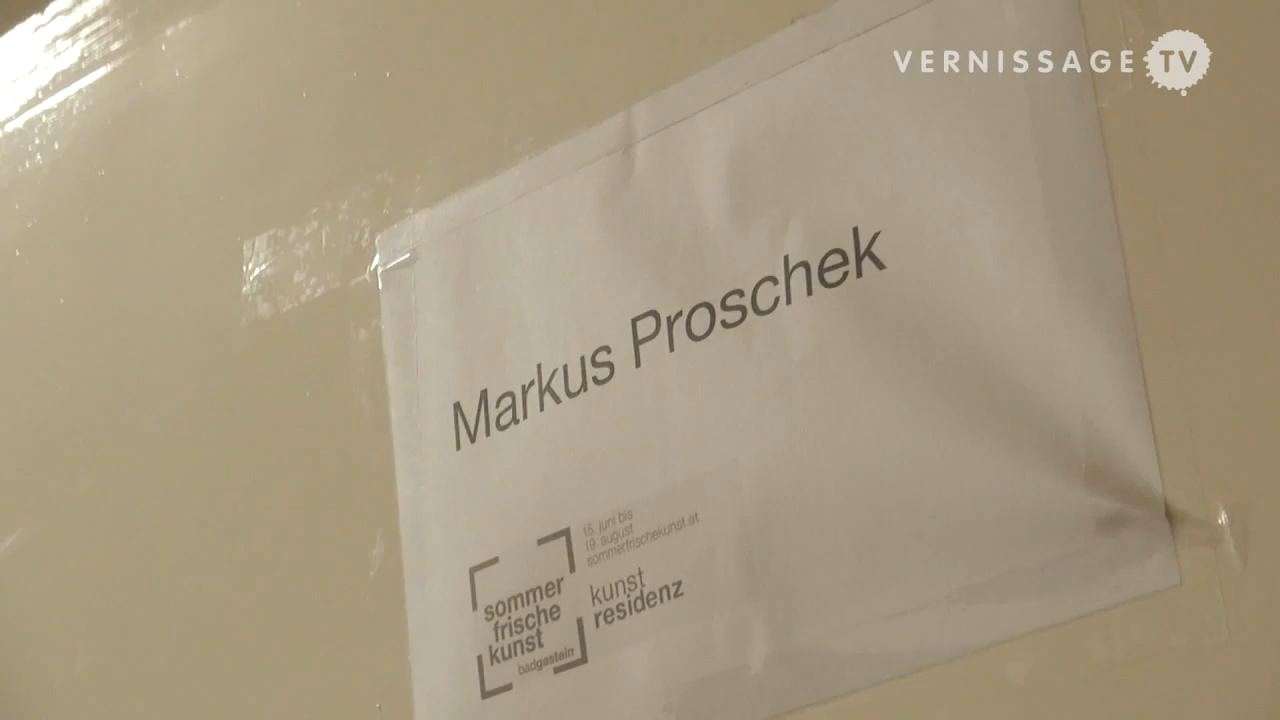 VERNISSAGE TV
Markus Proschek
15. juni bis
19. august
sommerfrischekunst.at
sommer
frische
kunst
badgastein
kunst
residenz